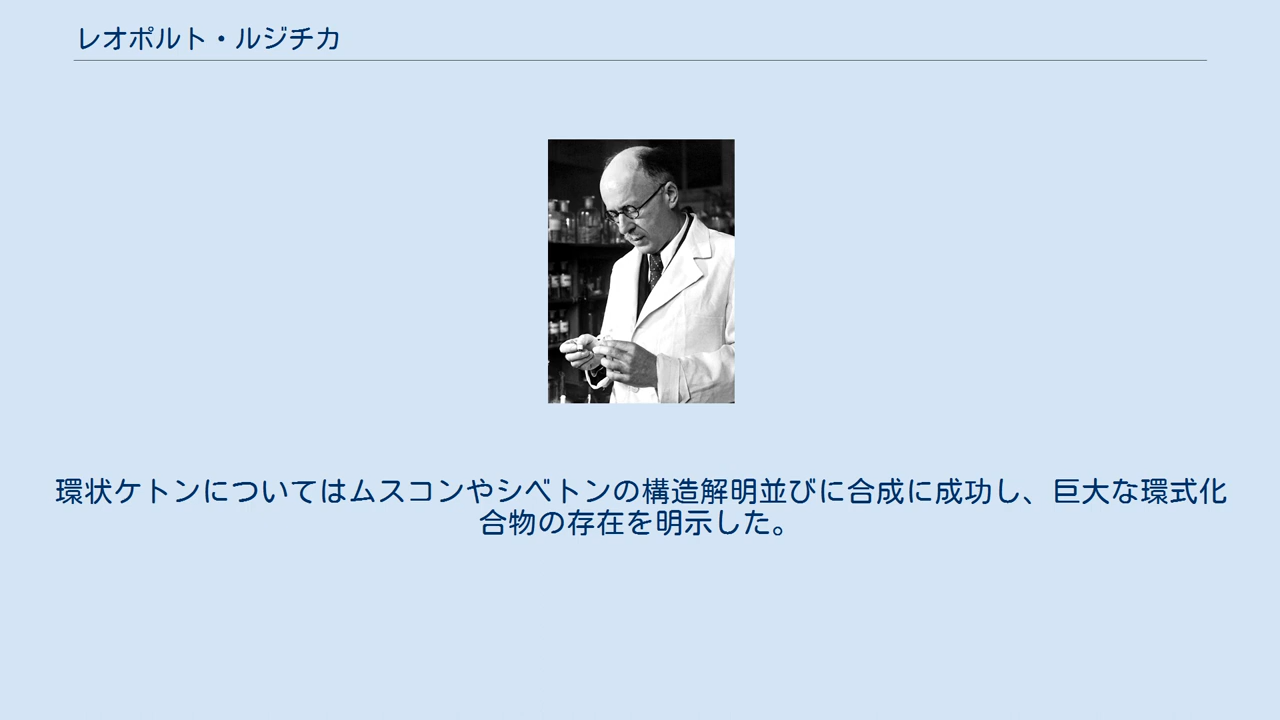 レオポルト・ルジチカ
環状ケトンについてはムスコンやシベトンの構造解明並びに合成に成功し、巨大な環式化
合物の存在を明示した。